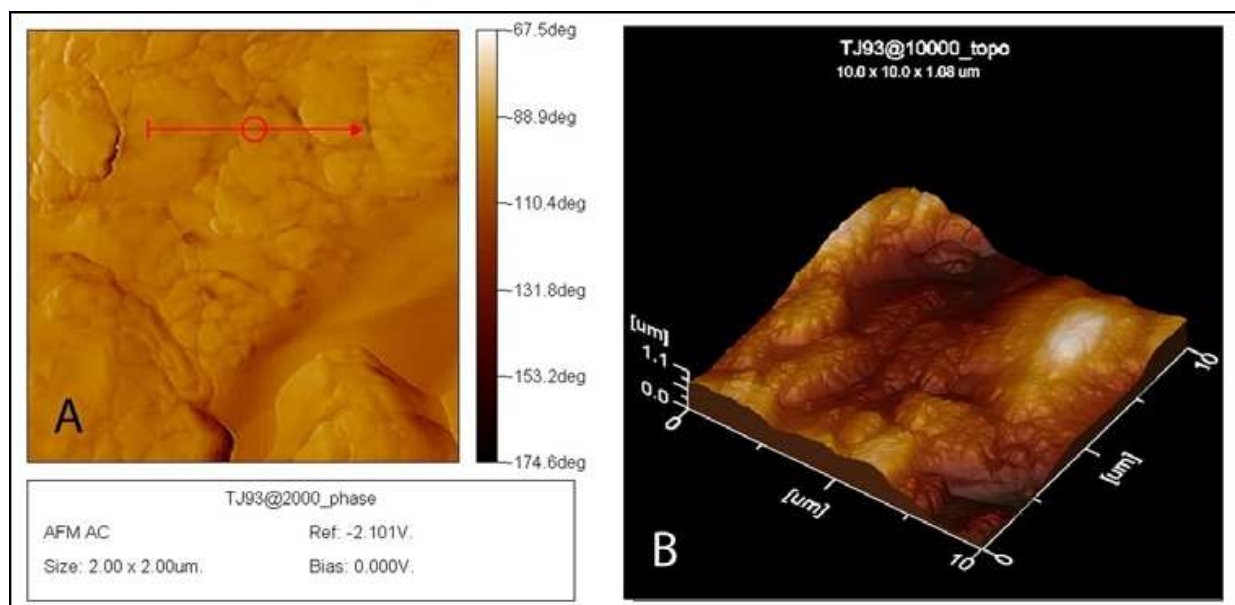 -67.5deg
-88.9deg
-110.4deg
-131.8deg
-153.2deg
-174.6deg
A
TJ93@2000_phase
AFM AC Ref: -2.101V.
Size: 2.00 x 2.00um. Bias: 0.000V.
TJ93@10000_topo
10.0 x 10.0 x 1.08 um
[um]
1.1
0.0
0
[um]
10
0
[um]
10
B